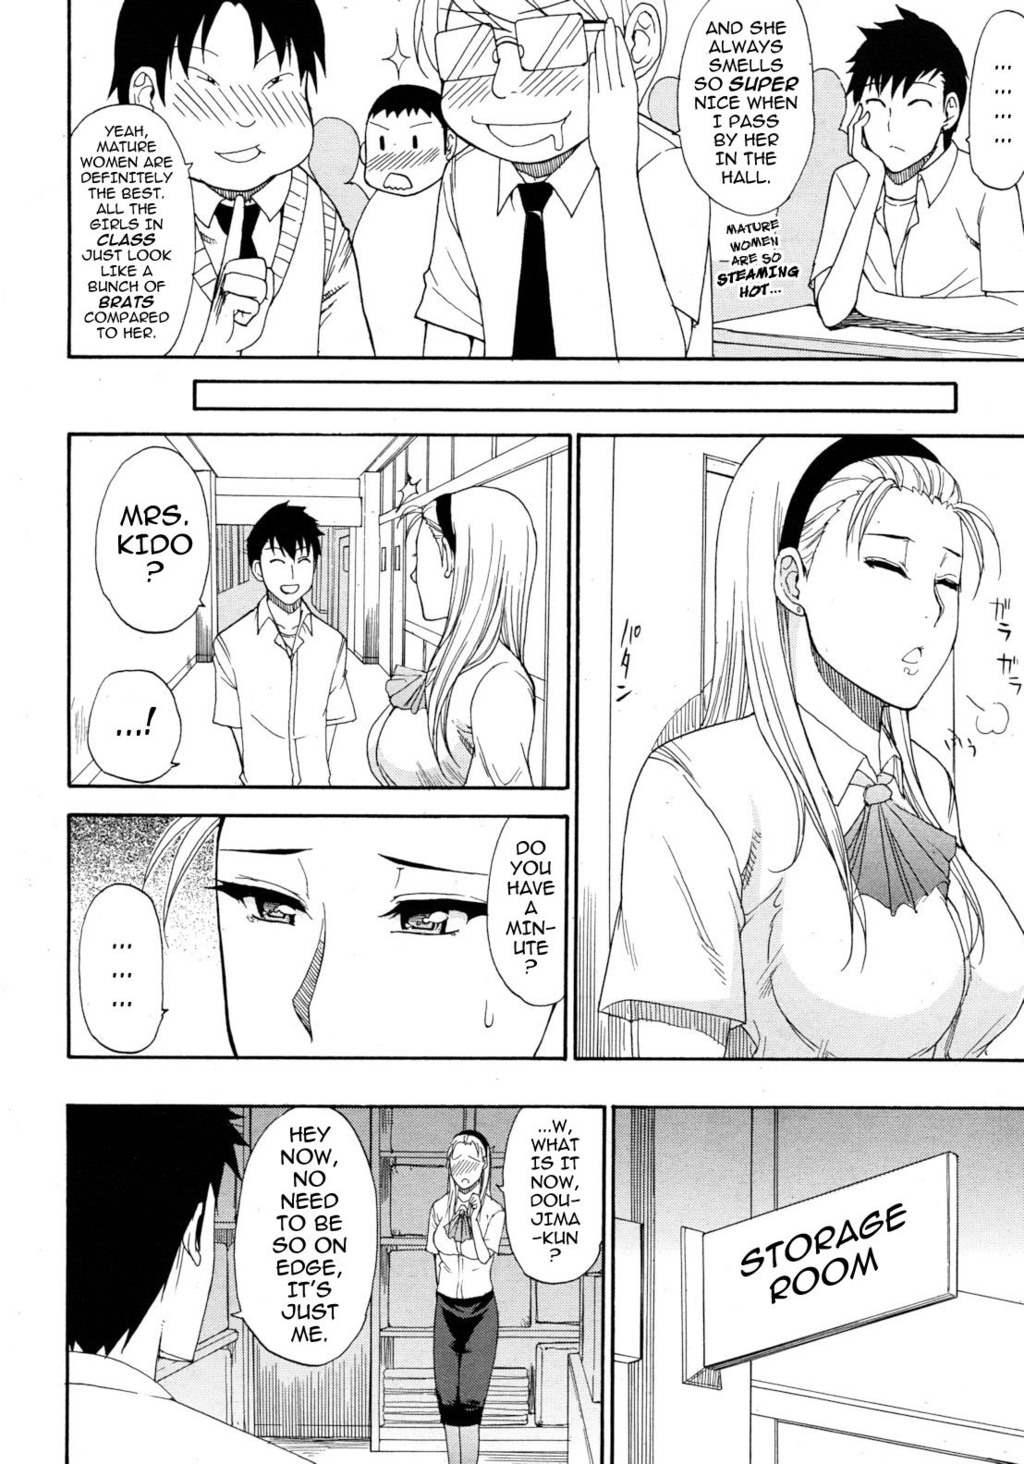 ...
...
...
AND SHE
ALWAYS
SMELLS
SO SUPER
NICE WHEN
I PASS
BY HER
IN THE
HALL.
MATURE
WOMEN
ARE SO
STEAMING
HOT...
YEAH,
MATURE
WOMEN ARE
DEFINITELY
THE BEST.
ALL THE
GIRLS IN
CLASS
JUST LOOK
LIKE A
BUNCH OF
BRATS
COMPARED
TO HER.
ガラ
ガラ
パタン
ふぅ
MRS.
KIDO
?
...!
DO
YOU
HAVE
A
MIN-
UTE
?
...
...
...
STORAGE
ROOM
...W,
WHAT
IS IT
NOW,
DOU-
JIMA
-KUN
?
HEY
NOW,
NO
NEED
TO BE
SO ON
EDGE,
IT'S
JUST
ME.